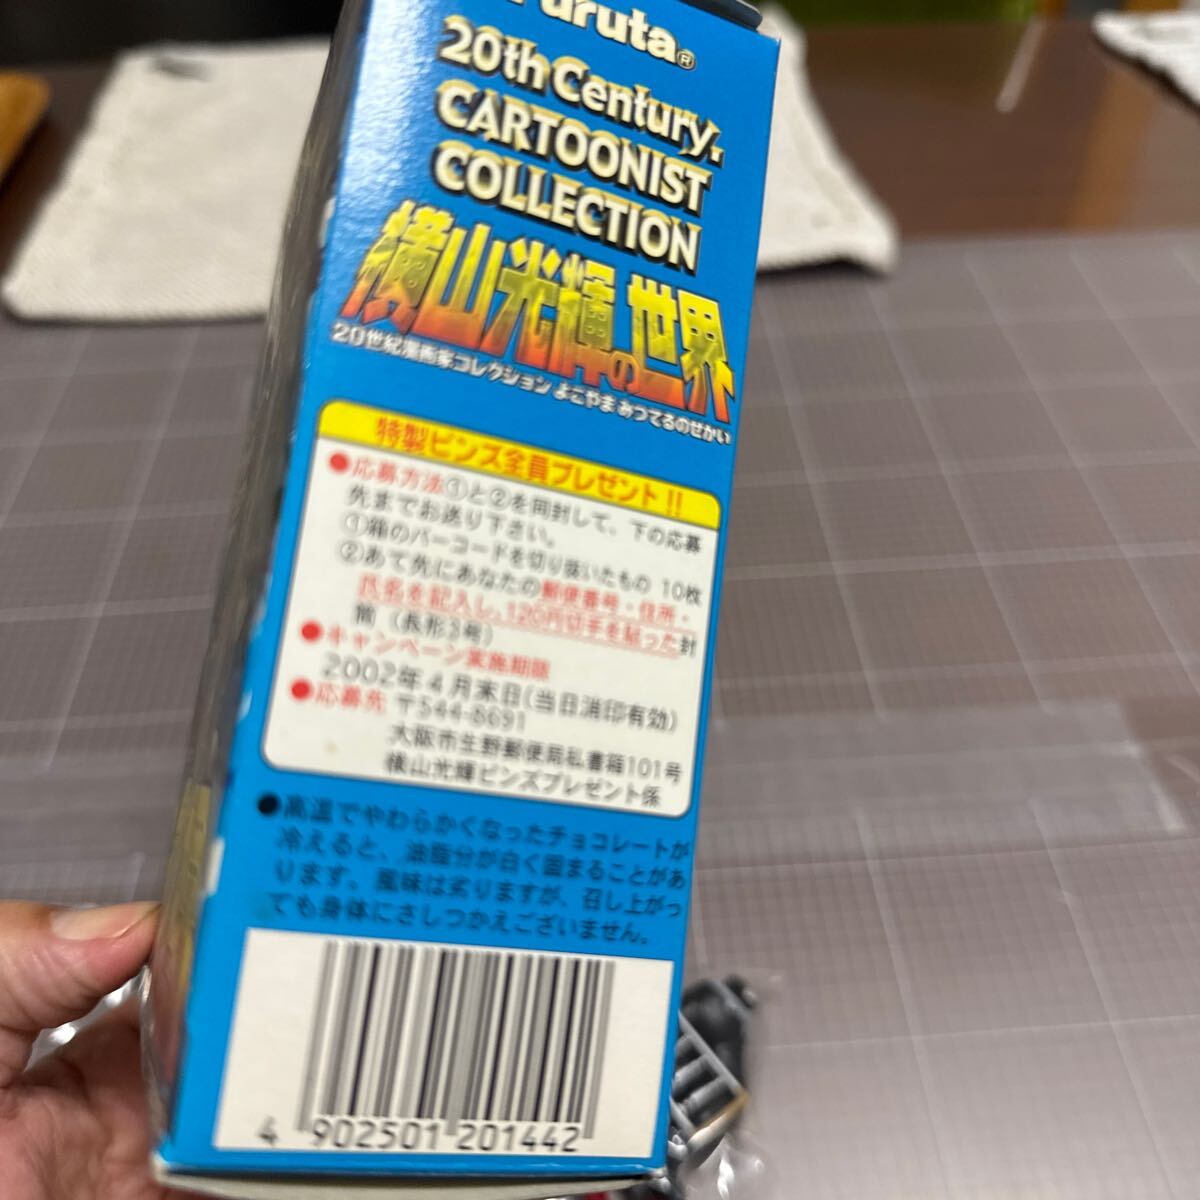 Furuta®
20th Century.
CARTOONIST
COLLECTION
横山光輝の世界
20世紀漫画家コレクション よこやま みつてるのせかい
特製ピンズ全員プレゼント!!
●応募方法①と②を同封して、下の応募
先までお送り下さい。
①箱のバーコードを切り抜いたもの 10枚
②あて先にあなたの郵便番号・住所・
氏名を記入し、120円切手を貼った封
筒(長形3号)
●キャンペーン実施期限
2002年4月末日(当日消印有効)
●応募先 〒544-8691
大阪市生野郵便局私書箱101号
横山光輝ピンズプレゼント係
●高温でやわらかくなったチョコレートが
冷えると、油脂分が白く固まることがあ
ります。風味は劣りますが、召し上がっ
ても身体にさしつかえございません。
4 902501 201442